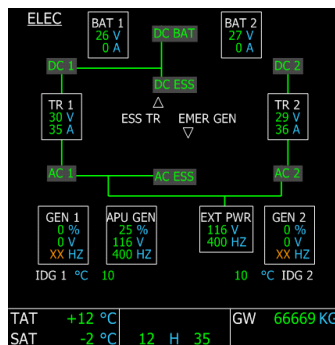 ELEC
BAT 1
26 V
0 A
DC BAT
BAT 2
27 V
0 A
DC 1
DC 2
DC ESS
TR 1
30 V
35 A
ESS TR
EMER GEN
TR 2
29 V
36 A
AC 1
AC ESS
AC 2
GEN 1
0 %
0 V
XX HZ
APU GEN
25 %
116 V
400 HZ
EXT PWR
116 V
400 HZ
GEN 2
0 %
0 V
XX HZ
IDG 1 °C 10
10 °C IDG 2
TAT +12 °C
GW 66669 KG
SAT -2 °C
12 H 35